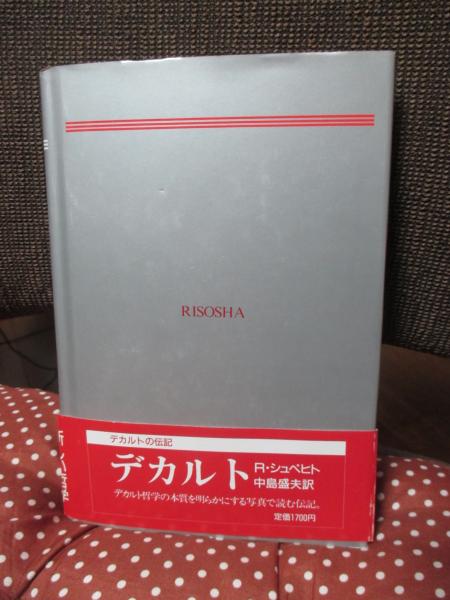 RISOSHA
デカルトの伝記
デカルト
R・シュペヒト
中島盛夫訳
デカルト哲学の本質を明らかにする写真で読む伝記。
定価1700円